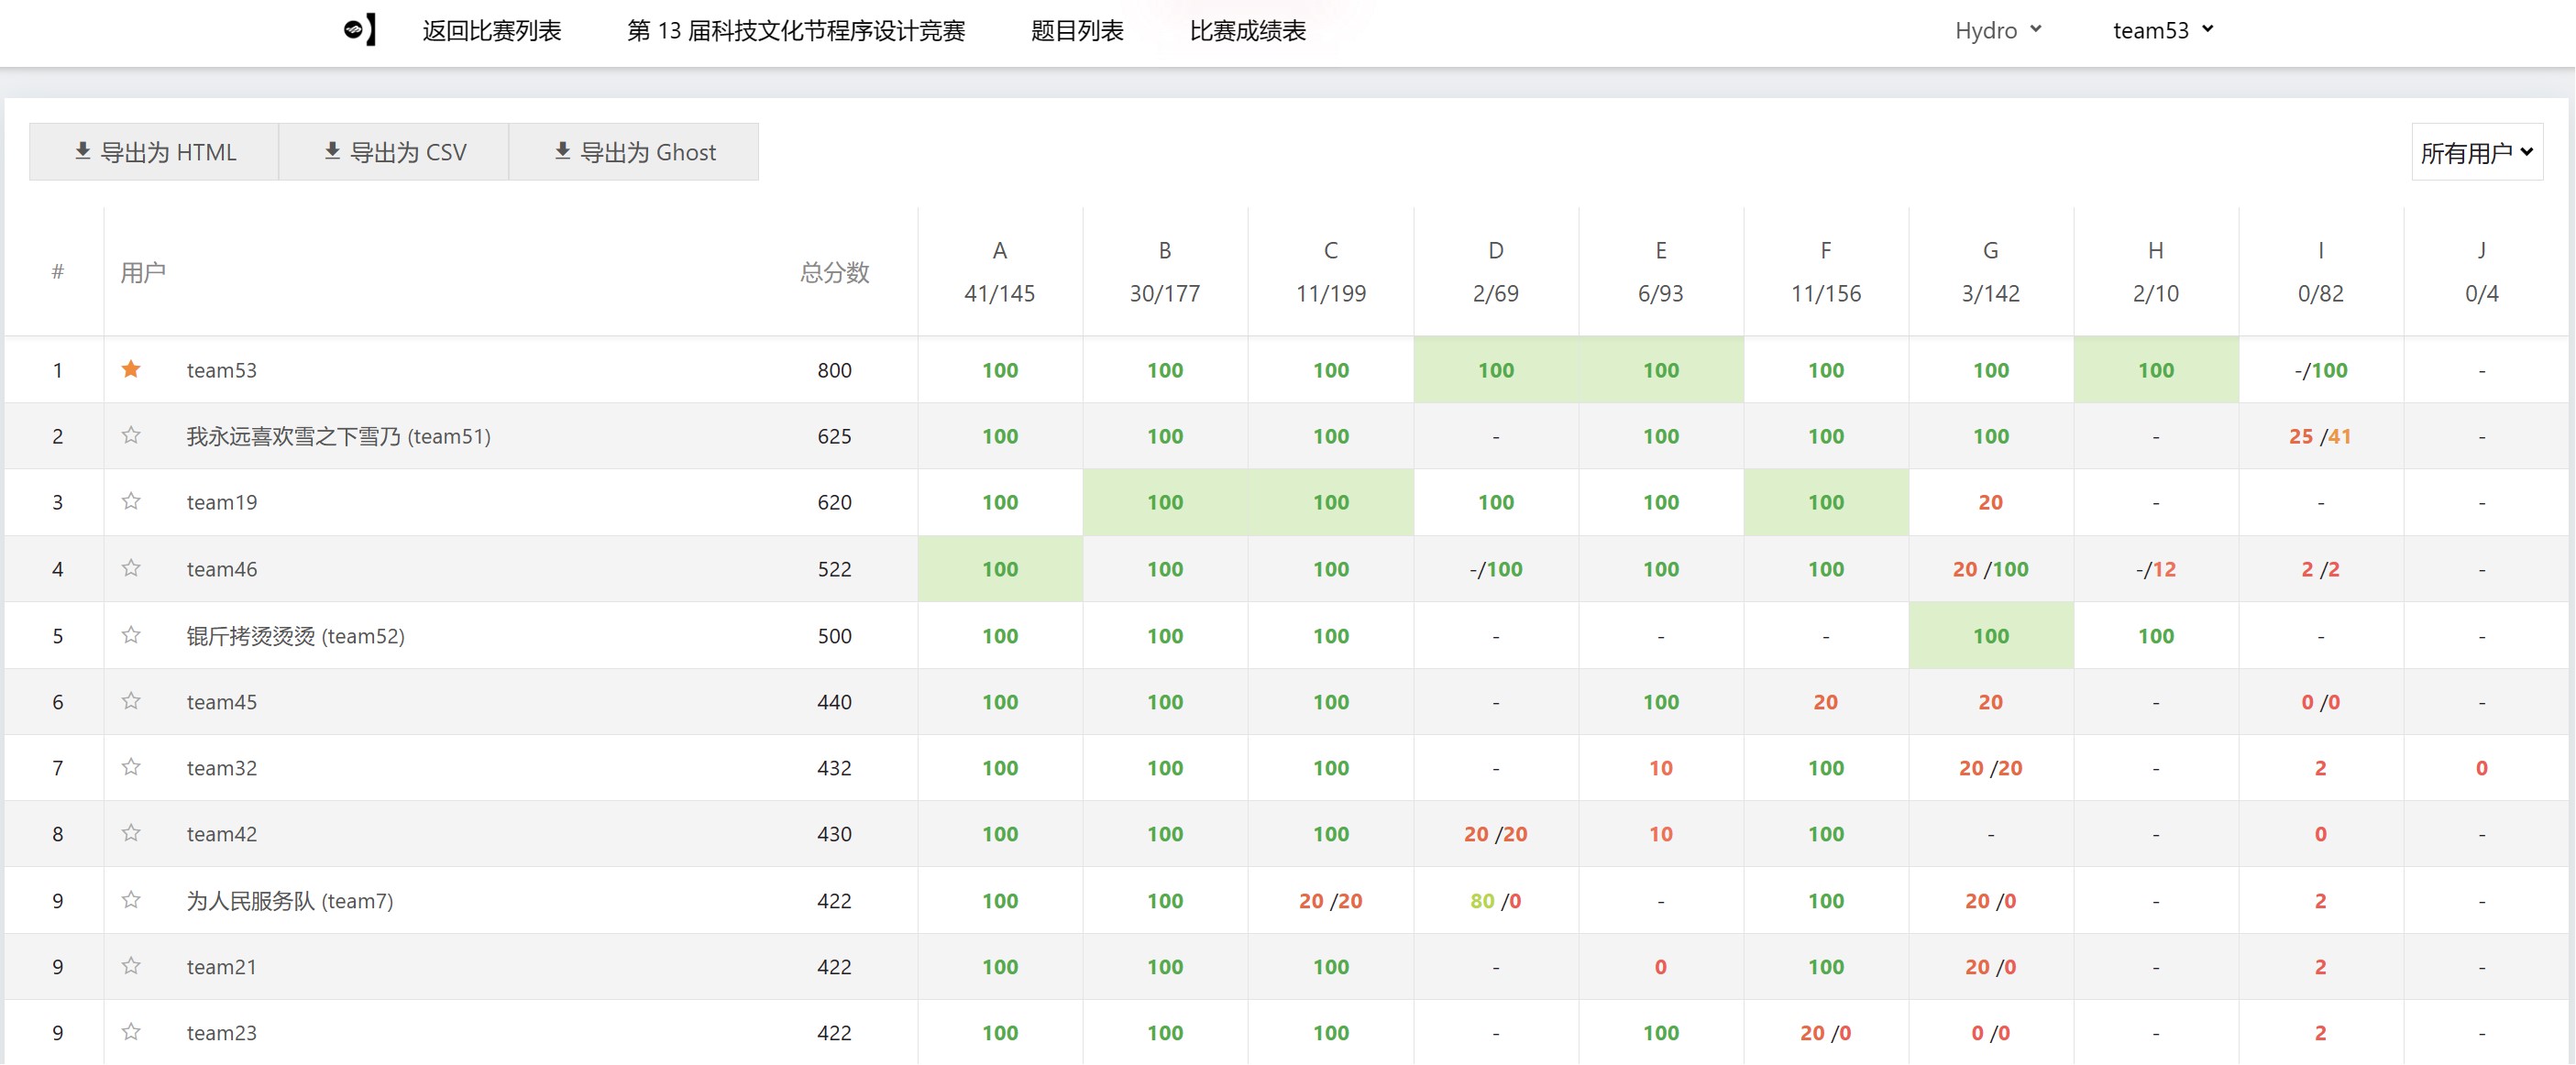 返回比赛列表 第 13 届科技文化节程序设计竞赛 题目列表 比赛成绩表 Hydro team53
导出为 HTML 导出为 CSV 导出为 Ghost 所有用户
# 用户 总分数 A B C D E F G H I J
41/145 30/177 11/199 2/69 6/93 11/156 3/142 2/10 0/82 0/4
1 team53 800 100 100 100 100 100 100 100 100 -/100 -
2 我永远喜欢雪之下雪乃 (team51) 625 100 100 100 - 100 100 100 - 25 /41 -
3 team19 620 100 100 100 100 100 100 20 - - -
4 team46 522 100 100 100 -/100 100 100 20 /100 -/12 2 /2 -
5 锟斤拷烫烫烫 (team52) 500 100 100 100 - - - 100 100 - -
6 team45 440 100 100 100 - 100 20 20 - 0 /0 -
7 team32 432 100 100 100 - 10 100 20 /20 - 2 0
8 team42 430 100 100 100 20 /20 10 100 - - 0 -
9 为人民服务队 (team7) 422 100 100 20 /20 80 /0 - 100 20 /0 - 2 -
9 team21 422 100 100 100 - 0 100 20 /0 - 2 -
9 team23 422 100 100 100 - 100 20 /0 0 /0 - 2 -